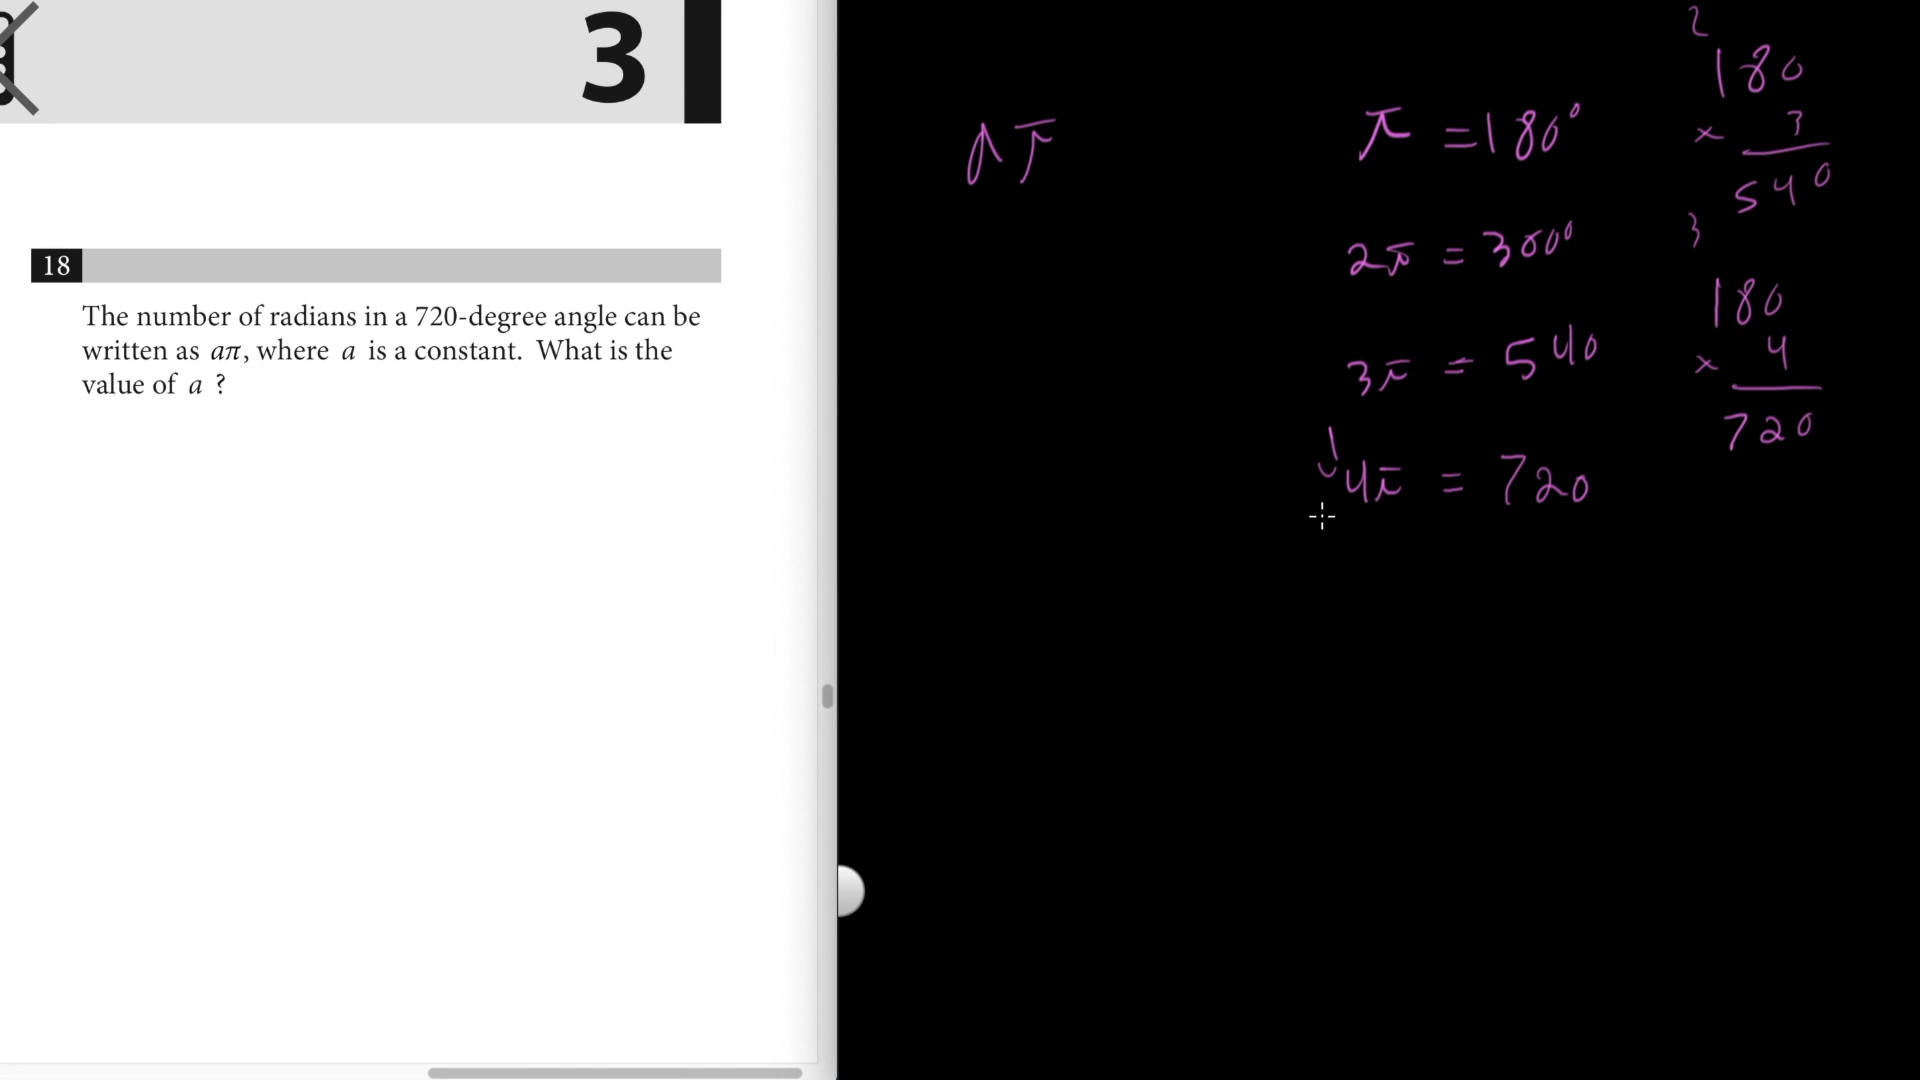 3
18
The number of radians in a 720-degree angle can be
written as aπ, where a is a constant. What is the
value of a ?
aπ
π = 180°
2π = 360°
3π = 540
4π = 720
2
180
× 3
540
3
180
× 4
720